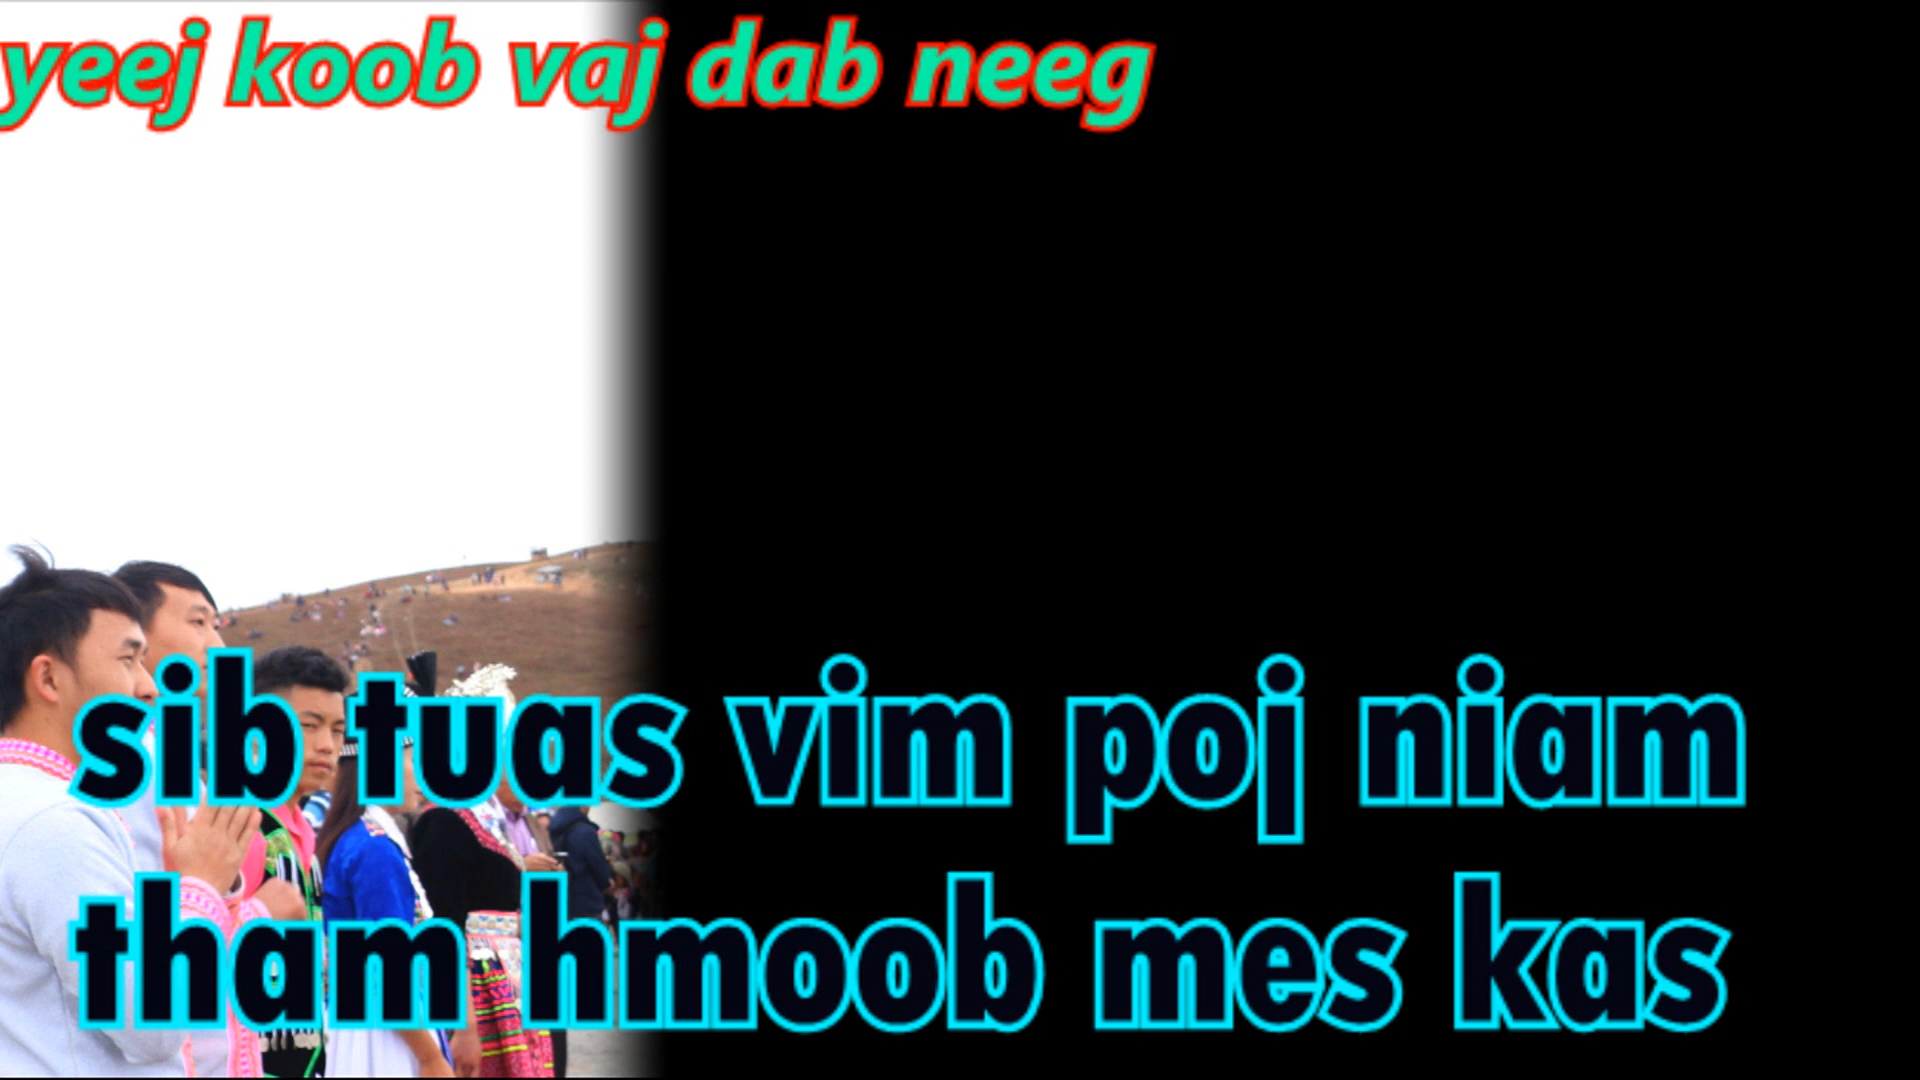 yeej koob vaj dab neeg
sib tuas vim poj niam
tham hmoob mes kas